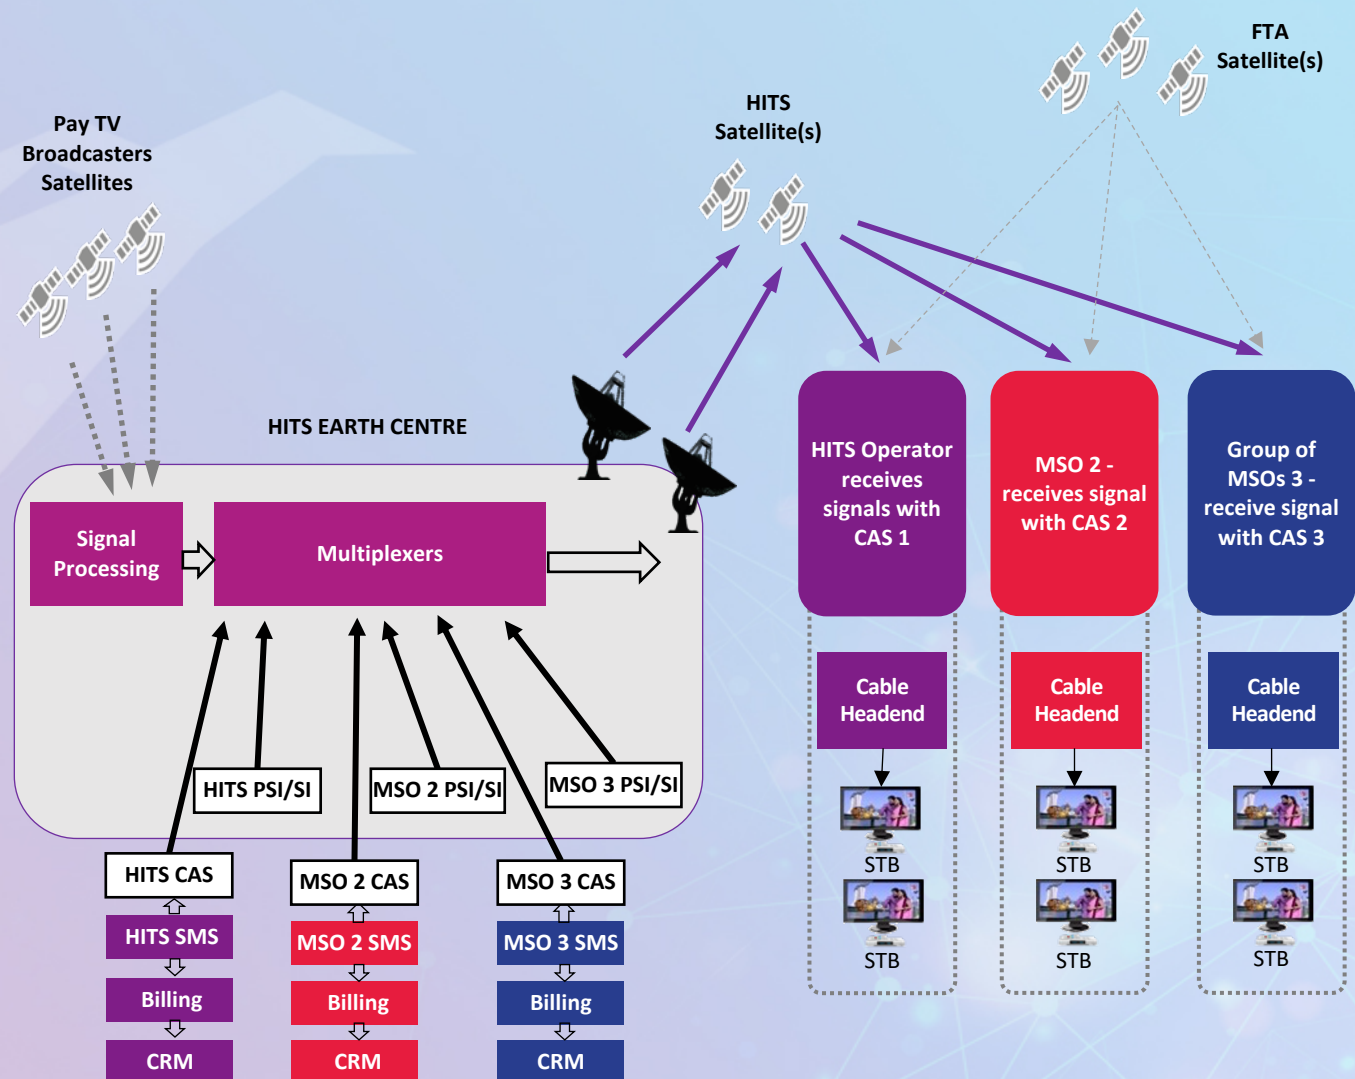 FTA
Satellite(s)
HITS
Satellite(s)
Pay TV
Broadcasters
Satellites
HITS EARTH CENTRE
Signal
Processing
Multiplexers
HITS PSI/SI
MSO 2 PSI/SI
MSO 3 PSI/SI
HITS CAS
MSO 2 CAS
MSO 3 CAS
HITS SMS
MSO 2 SMS
MSO 3 SMS
Billing
Billing
Billing
CRM
CRM
CRM
HITS Operator
receives
signals with
CAS 1
MSO 2 -
receives signal
with CAS 2
Group of
MSOs 3 -
receive signal
with CAS 3
Cable
Headend
Cable
Headend
Cable
Headend
STB
STB
STB
STB
STB
STB